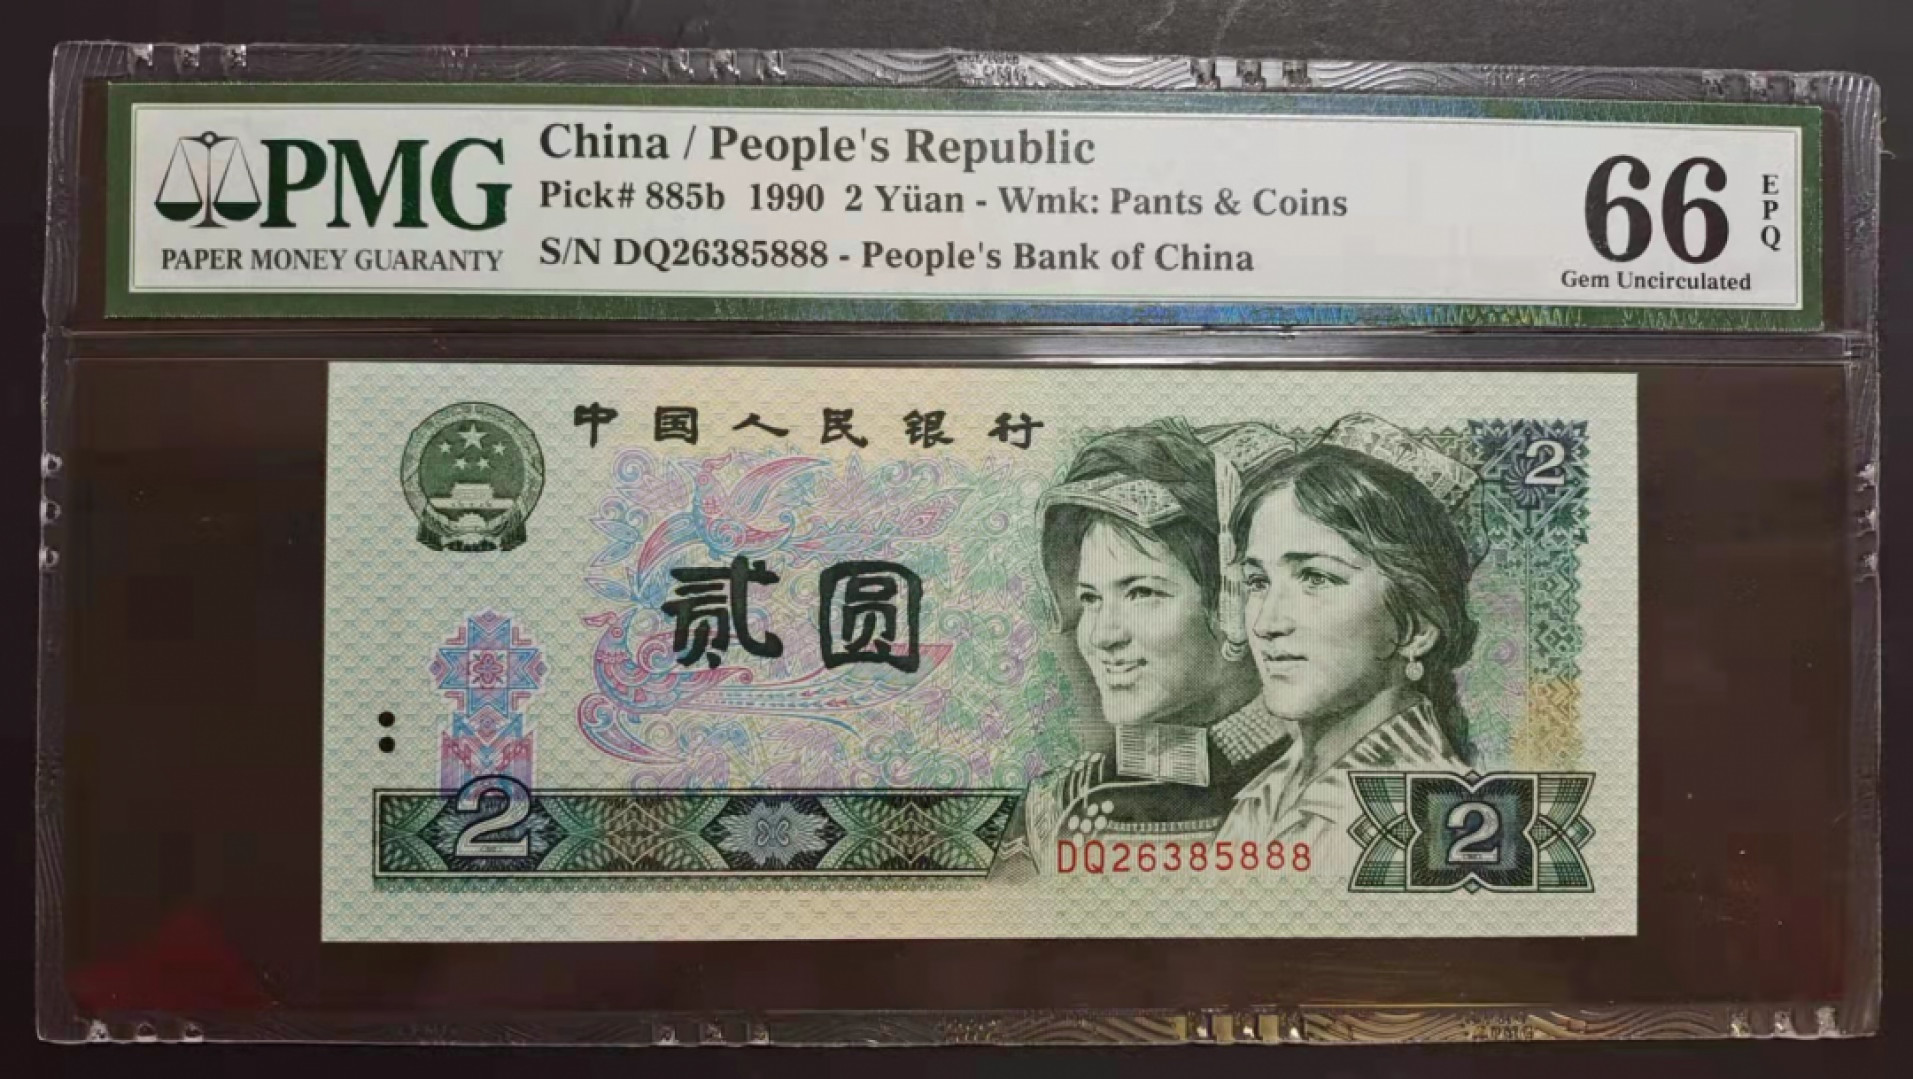 PMG
PAPER MONEY GUARANTY
China / People's Republic
Pick# 885b 1990 2 Yüan - Wmk: Pants & Coins
S/N DQ26385888 - People's Bank of China
66
EPQ
Gem Uncirculated
中国人民银行
2
贰圆
2
DQ26385888
2